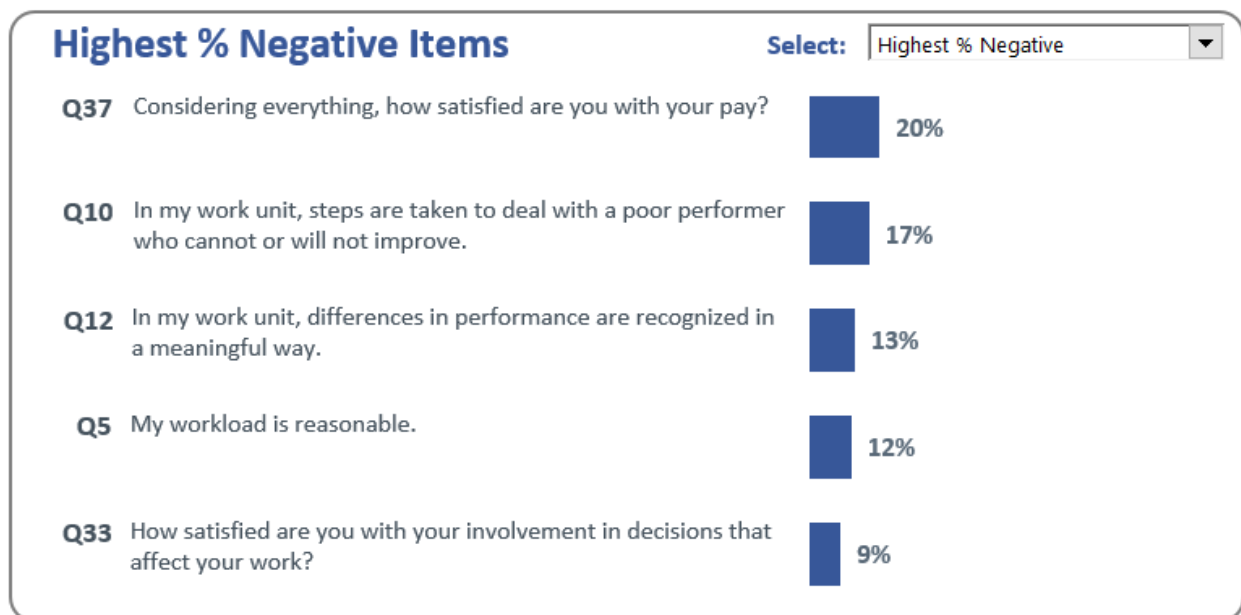 Highest % Negative Items
Select: Highest % Negative
Q37 Considering everything, how satisfied are you with your pay?
20%
Q10 In my work unit, steps are taken to deal with a poor performer
who cannot or will not improve.
17%
Q12 In my work unit, differences in performance are recognized in
a meaningful way.
13%
Q5 My workload is reasonable.
12%
Q33 How satisfied are you with your involvement in decisions that
affect your work?
9%